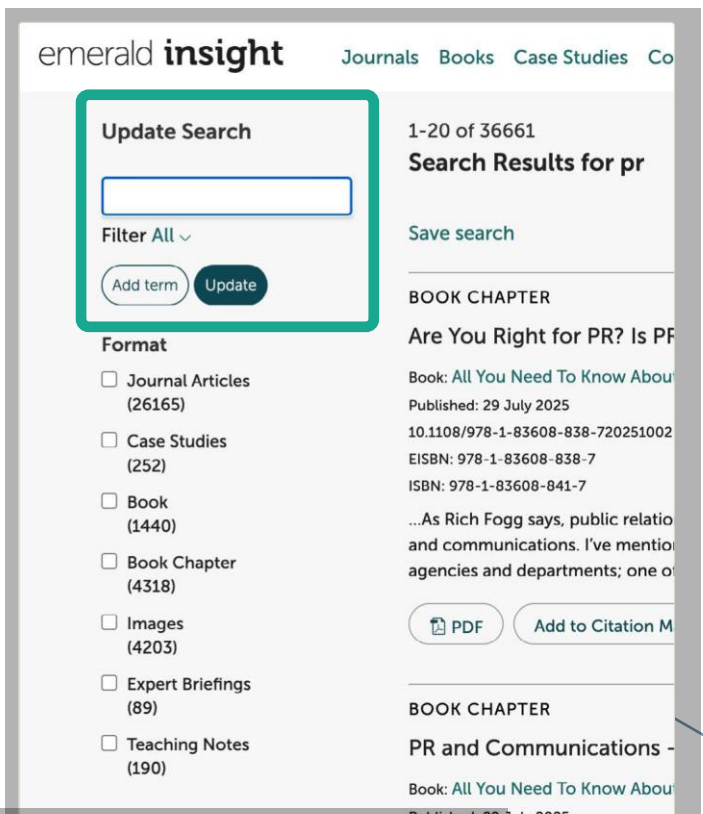 emerald insight
Journals Books Case Studies Co
Update Search
Filter All
Add term Update
Format
Journal Articles
(26165)
Case Studies
(252)
Book
(1440)
Book Chapter
(4318)
Images
(4203)
Expert Briefings
(89)
Teaching Notes
(190)
1-20 of 36661
Search Results for pr
Save search
BOOK CHAPTER
Are You Right for PR? Is PR
Book: All You Need To Know Abou
Published: 29 July 2025
10.1108/978-1-83608-838-720251002
EISBN: 978-1-83608-838-7
ISBN: 978-1-83608-841-7
...As Rich Fogg says, public relatio
and communications. I've mentio
agencies and departments; one o
PDF Add to Citation M
BOOK CHAPTER
PR and Communications -
Book: All You Need To Know Abou